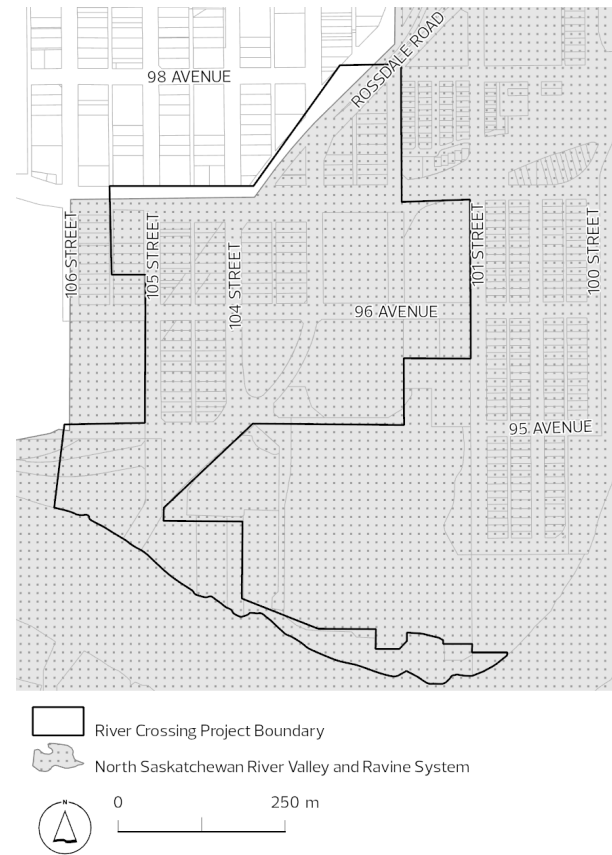 ROSSDALE ROAD
98 AVENUE
106 STREET
105 STREET
104 STREET
101 STREET
100 STREET
96 AVENUE
95 AVENUE
River Crossing Project Boundary
North Saskatchewan River Valley and Ravine System
N
0
250 m